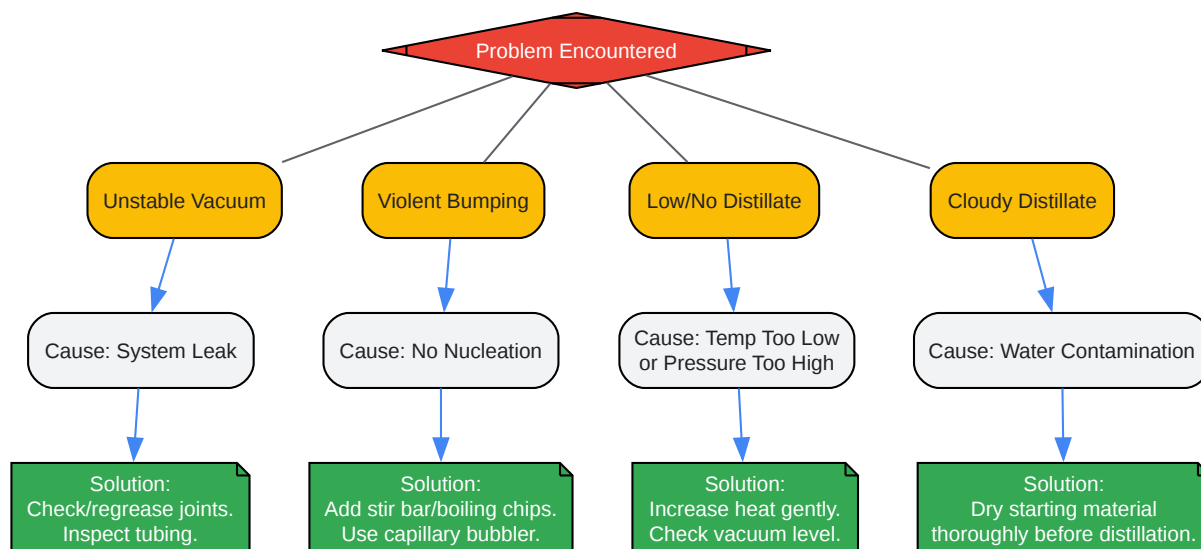 Problem Encountered
Unstable Vacuum
Violent Bumping
Low/No Distillate
Cloudy Distillate
Cause: System Leak
Cause: No Nucleation
Cause: Temp Too Low
or Pressure Too High
Cause: Water Contamination
Solution:
Check/regrease joints.
Inspect tubing.
Solution:
Add stir bar/boiling chips.
Use capillary bubbler.
Solution:
Increase heat gently.
Check vacuum level.
Solution:
Dry starting material
thoroughly before distillation.